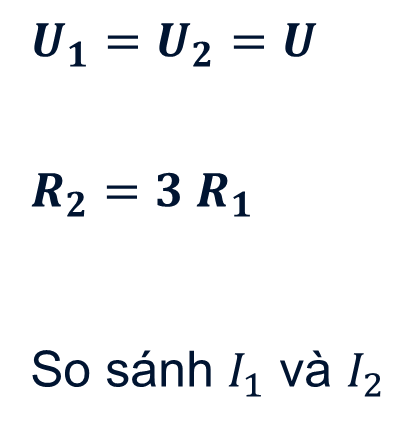 U₁ = U₂ = U
R₂ = 3 R₁
So sánh I₁ và I₂